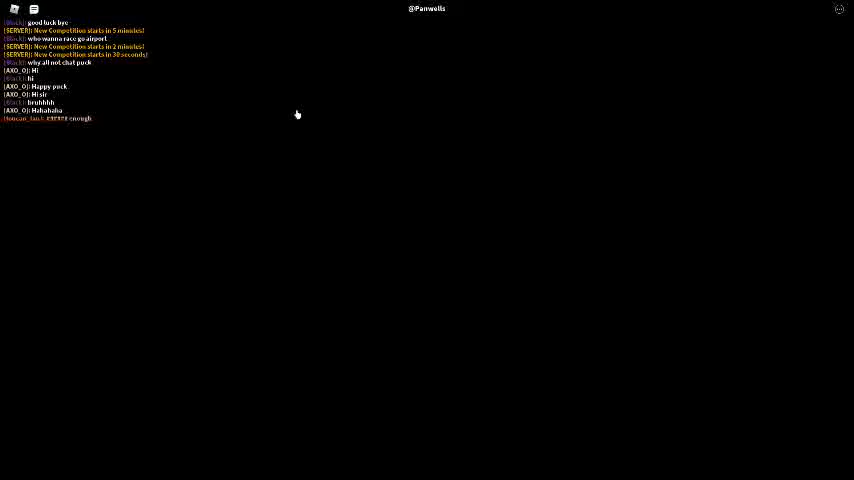 @Panwells
[Black]: good luck bye
[SERVER]: New Competition starts in 5 minutes!
[Black]: who wanna race go airport
[SERVER]: New Competition starts in 2 minutes!
[SERVER]: New Competition starts in 30 seconds!
[Black]: why all not chat puck
[AXO_O]: Hi
[Black]: hi
[AXO_O]: Happy puck
[AXO_O]: Hi sir
[Black]: bruhhhh
[AXO_O]: Hahahaka
###### enough